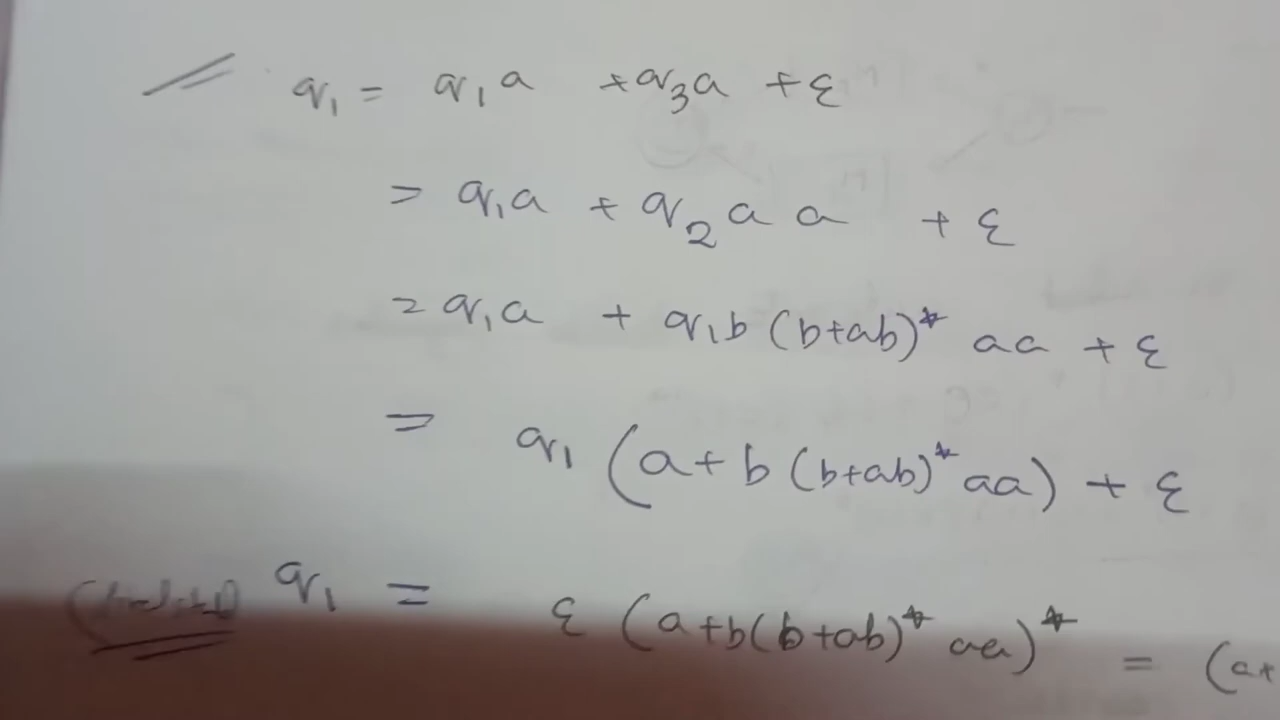 q₁ = q₁a + q₃a + ε
= q₁a + q₂aa + ε
= q₁a + q₁b(b+ab)* aa + ε
= q₁(a+b(b+ab)*aa) + ε
q₁ = ε(a+b(b+ab)*aa)* = (a+